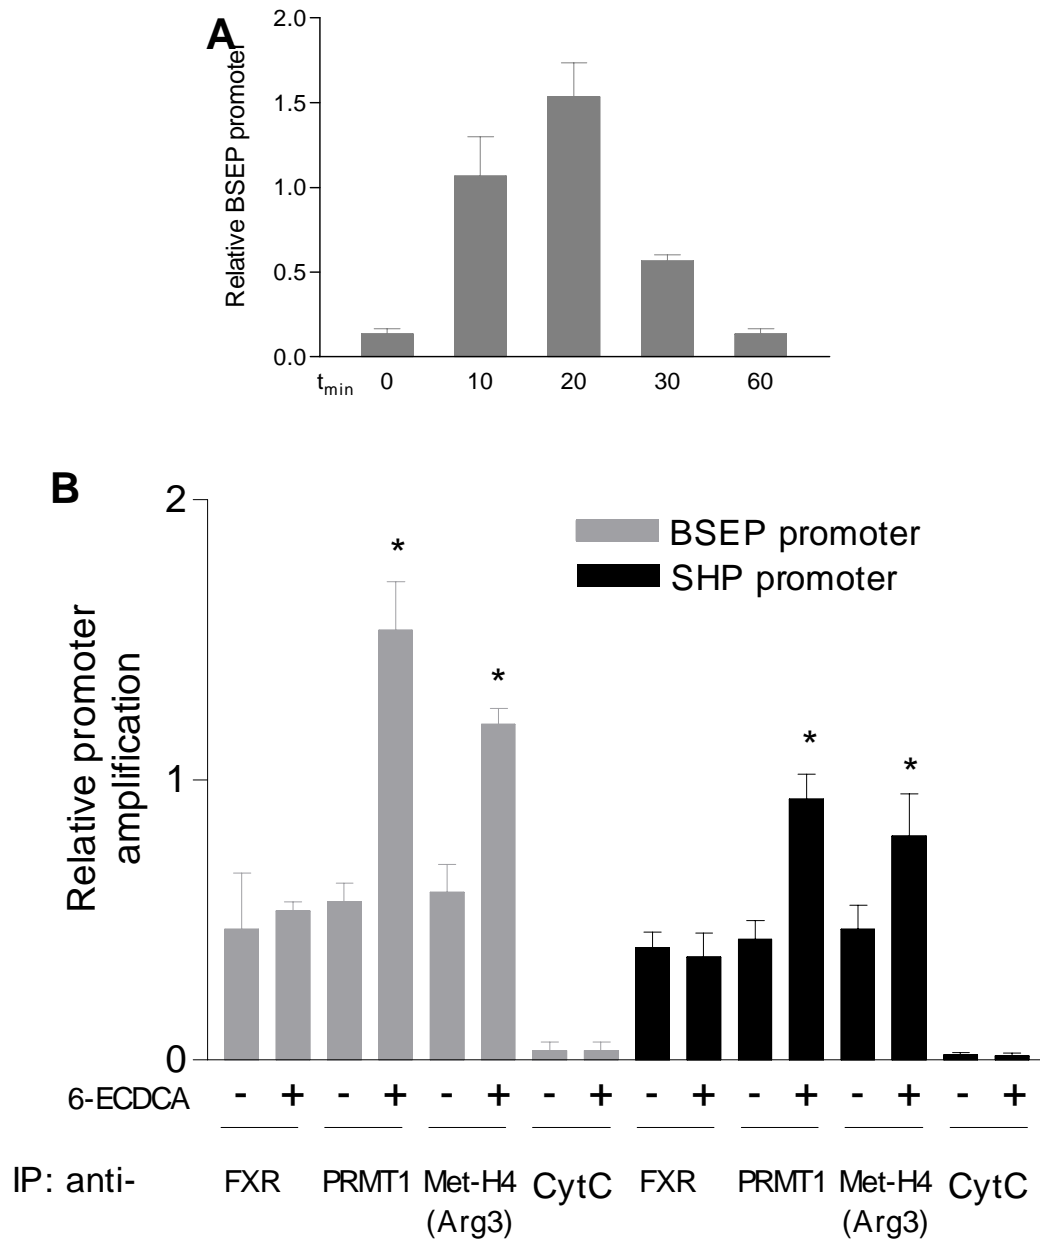 A
Relative BSEP promoter
2.0
1.5
1.0
0.5
0.0
tmin 0 10 20 30 60
B
Relative promoter
amplification
2
1
0
BSEP promoter
SHP promoter
* * * *
6-ECDCA - + - + - + - + - + - + - + - +
IP: anti- FXR PRMT1 Met-H4 CytC FXR PRMT1 Met-H4 CytC
(Arg3) (Arg3)